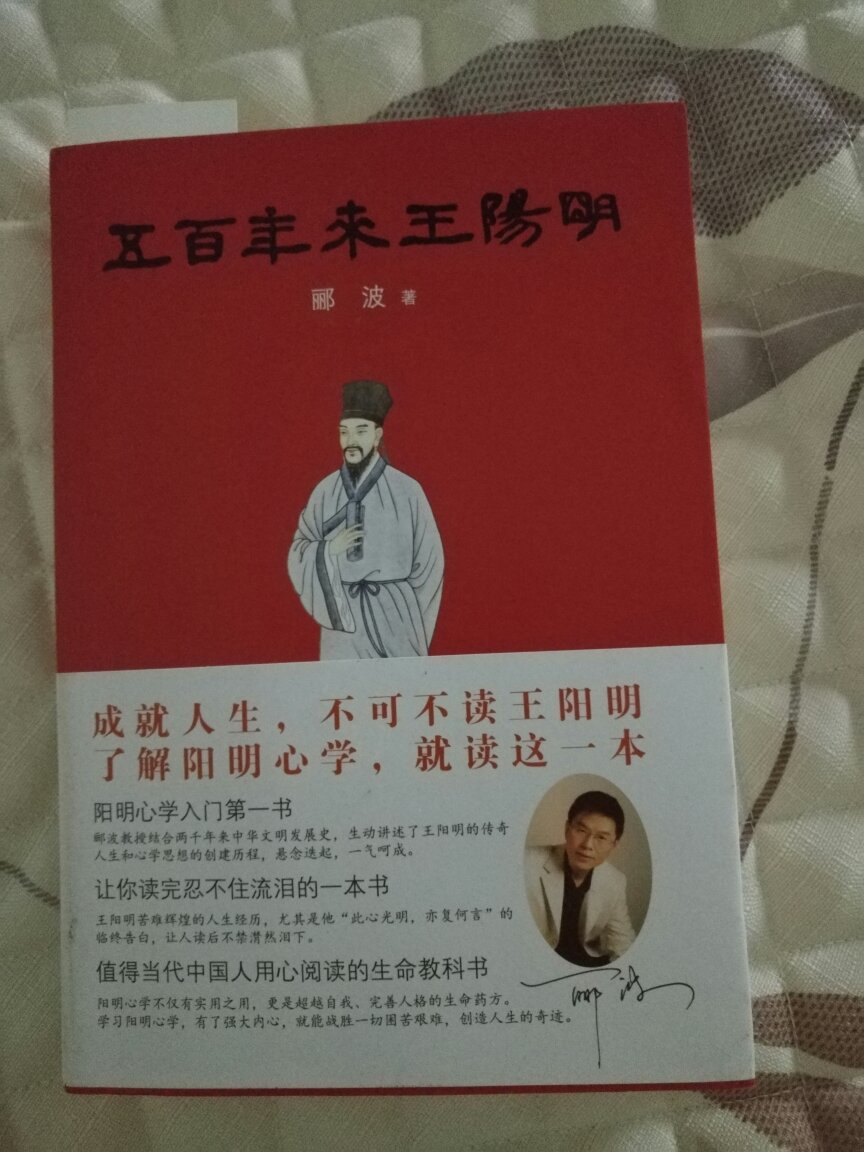 五百年来王陽明
郦 波 著
成就人生，不可不读王阳明
了解阳明心学，就读这一本
阳明心学入门第一书
郦波教授结合两千年来中华文明发展史，生动讲述了王阳明的传奇
人生和心学思想的创建历程，悬念迭起，一气呵成。
让你读完忍不住流泪的一本书
王阳明苦难辉煌的人生经历，尤其是他“此心光明，亦复何言”的
临终告白，让人读后不禁潸然泪下。
值得当代中国人用心阅读的生命教科书
阳明心学不仅有实用之用，更是超越自我、完善人格的生命药方。
学习阳明心学，有了强大内心，就能战胜一切困苦艰难，创造人生的奇迹。
郦波